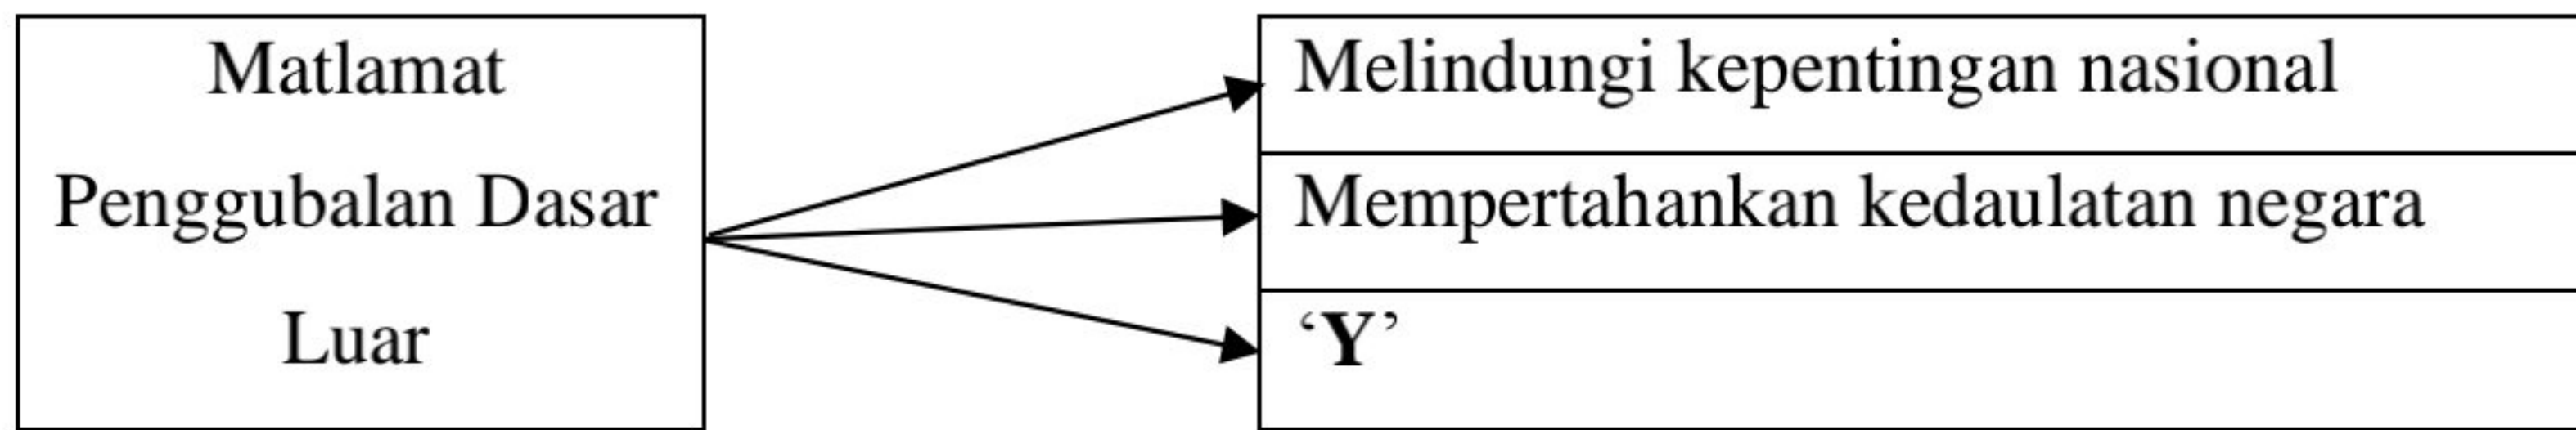 Matlamat
Penggubalan Dasar
Luar
Melindungi kepentingan nasional
Mempertahankan kedaulatan negara
‘Y’